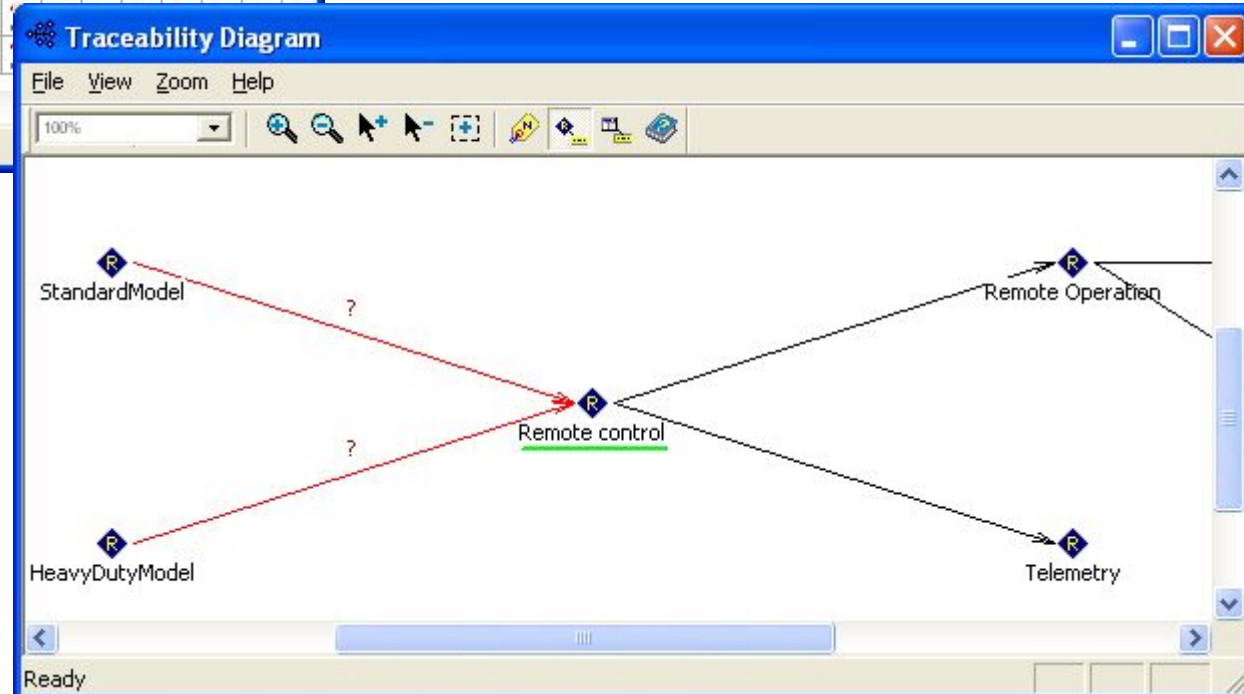 Traceability Diagram
File View Zoom Help
100%
StandardModel
?
Remote Operation
Remote control
?
HeavyDutyModel
Telemetry
Ready